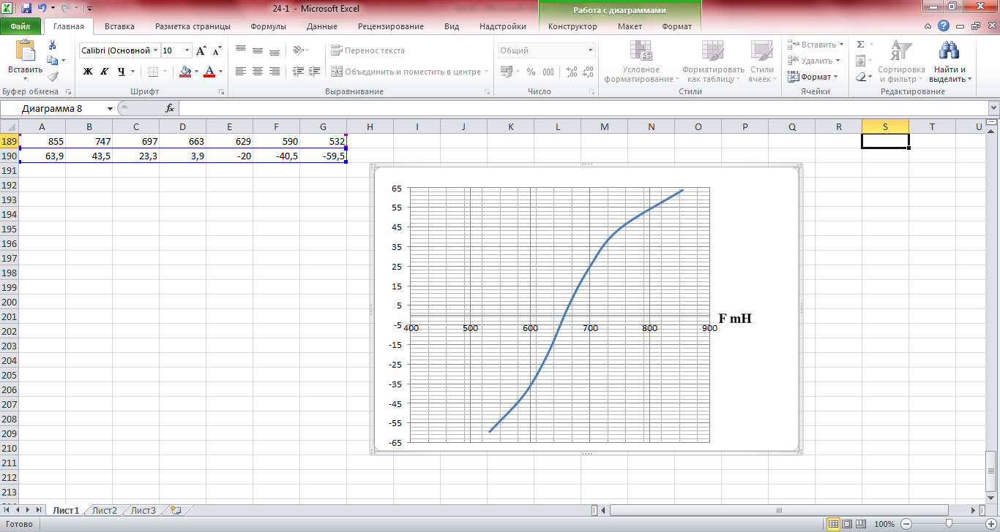 24-1 - Microsoft Excel
Работа с диаграммами
Файл Главная Вставка Разметка страницы Формулы Данные Рецензирование Вид Надстройки Конструктор Макет Формат
Вставить
Calibri (Основной 10
Ж К Ч
Перенос текста
Объединить и поместить в центре
Общий
% 000
Условное форматирование
Форматировать как таблицу
Стили ячеек
Вставить
Удалить
Формат
Сортировка и фильтр
Найти и выделить
Буфер обмена Шрифт Выравнивание Число Стили Ячейки Редактирование
Диаграмма 8 fx
A B C D E F G H I J K L M N O P Q R S T U
189 855 747 697 663 629 590 532
190 63,9 43,5 23,3 3,9 -20 -40,5 -59,5
191
192
193
194
195
196
197
198
199
200
201
202
203
204
205
206
207
208
209
210
211
212
213
65
55
45
35
25
15
5
-5
400 500 600 700 800 900
F mH
-15
-25
-35
-45
-55
-65
Лист1 Лист2 Лист3
Готово 100%